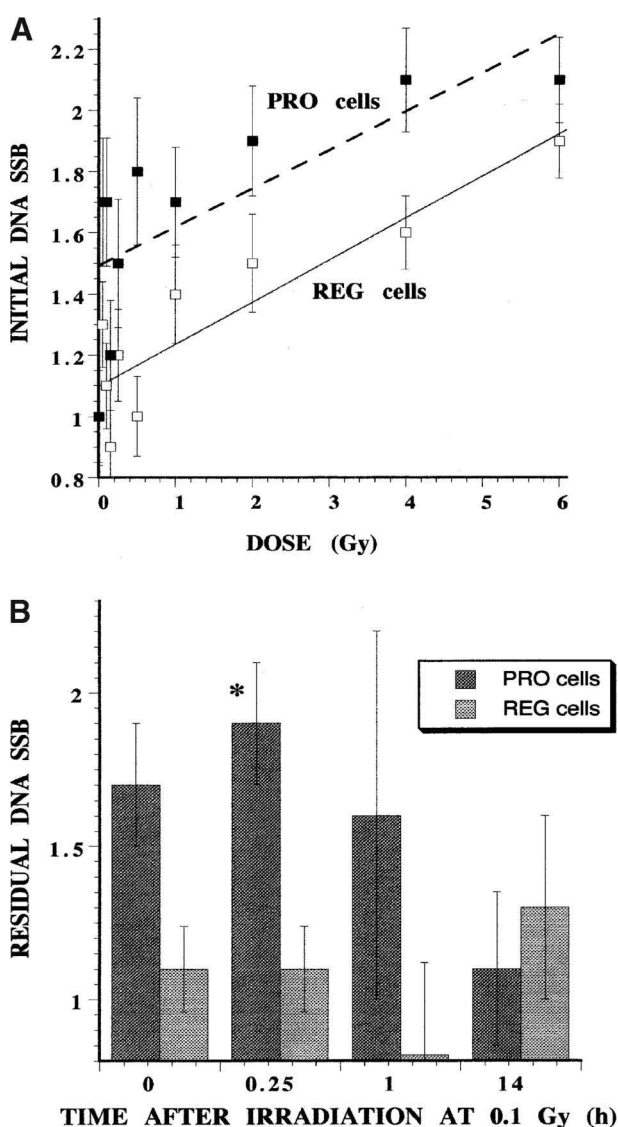 A
2.2
2
1.8
1.6
1.4
1.2
1
0.8
INITIAL DNA SSB
PRO cells
REG cells
0 1 2 3 4 5 6
DOSE (Gy)
B
2
1.5
1
RESIDUAL DNA SSB
*
PRO cells
REG cells
0 0.25 1 14
TIME AFTER IRRADIATION AT 0.1 Gy (h)